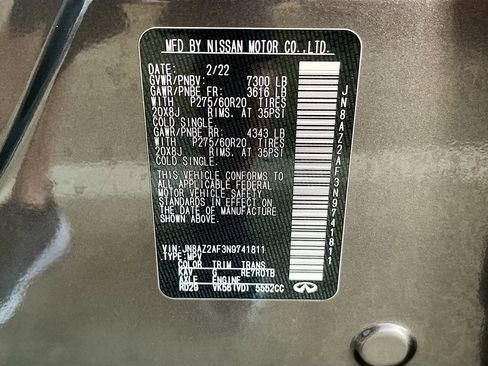 MFD BY NISSAN MOTOR CO.,LTD.
DATE: 2/22
GVWR/PNBV: 7300 LB
GAWR/PNBE FR: 3616 LB
WITH P275/60R20 TIRES
20X8J RIMS. AT 35PSI
COLD SINGLE.
GAWR/PNBE RR: 4343 LB
WITH P275/60R20 TIRES
20X8J RIMS. AT 35PSI
COLD SINGLE.
THIS VEHICLE CONFORMS TO
ALL APPLICABLE FEDERAL
MOTOR VEHICLE SAFETY
STANDARDS IN EFFECT ON
THE DATE OF MANUFACTURE
SHOWN ABOVE.
VIN: JN8AZ2AF3N9741811
TYPE: MPV
COLOR TRIM TRANS
KAV G RE7R01B
AXLE ENGINE
RD29 VK56(VD) 5552CC
INFINITI
JN8AZ2AF3N9741811